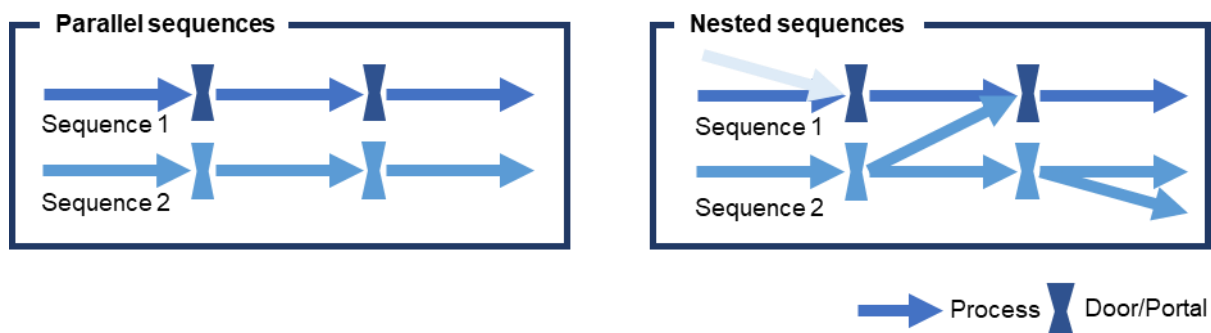 Parallel sequences
Sequence 1
Sequence 2
Nested sequences
Sequence 1
Sequence 2
Process
Door/Portal